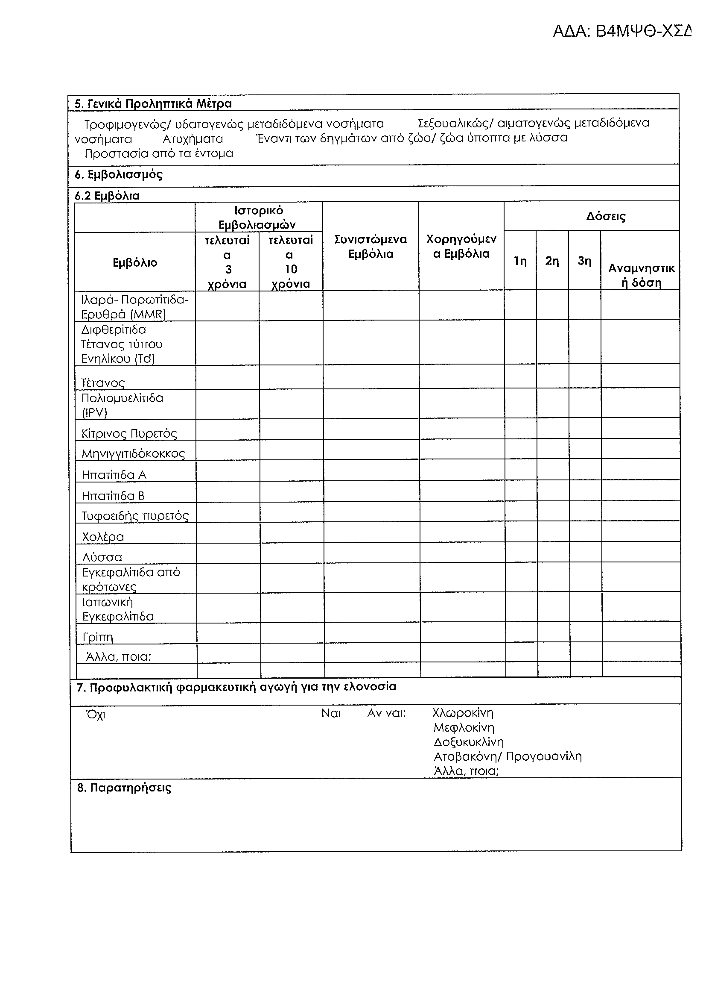 ΑΔΑ: Β4ΜΨΘ-ΧΣΔ
5. Γενικά Προληπτικά Μέτρα
Τροφιμογενώς/ υδατογενώς μεταδιδόμενα νοσήματα Σεξουαλικώς/ αιματογενώς μεταδιδόμενα
νοσήματα Ατυχήματα Έναντι των δηγμάτων από ζώα/ ζώα ύποπτα με λύσσα
Προστασία από τα έντομα
6. Εμβολιασμός
6.2 Εμβόλια
Ιστορικό
Εμβολιασμών
Δόσεις
Εμβόλιο
τελευταί
α
3
χρόνια
τελευταί
α
10
χρόνια
Συνιστώμενα
Εμβόλια
Χορηγούμεν
α Εμβόλια
1η
2η
3η
Αναμνηστικ
ή δόση
Ιλαρά- Παρωτίτιδα-
Ερυθρά (MMR)
Διφθερίτιδα
Τέτανος τύπου
Ενηλίκου (Td)
Τέτανος
Πολιομυελίτιδα
(IPV)
Κίτρινος Πυρετός
Μηνιγγιτιδόκοκκος
Ηπατίτιδα Α
Ηπατίτιδα Β
Τυφοειδής πυρετός
Χολέρα
Λύσσα
Εγκεφαλίτιδα από
κρότωνες
Ιαπωνική
Εγκεφαλίτιδα
Γρίπη
Άλλα, ποια;
7. Προφυλακτική φαρμακευτική αγωγή για την ελονοσία
Όχι Ναι Αν ναι: Χλωροκίνη
Μεφλοκίνη
Δοξυκυκλίνη
Ατοβακόνη/ Προγουανίλη
Άλλα, ποια;
8. Παρατηρήσεις